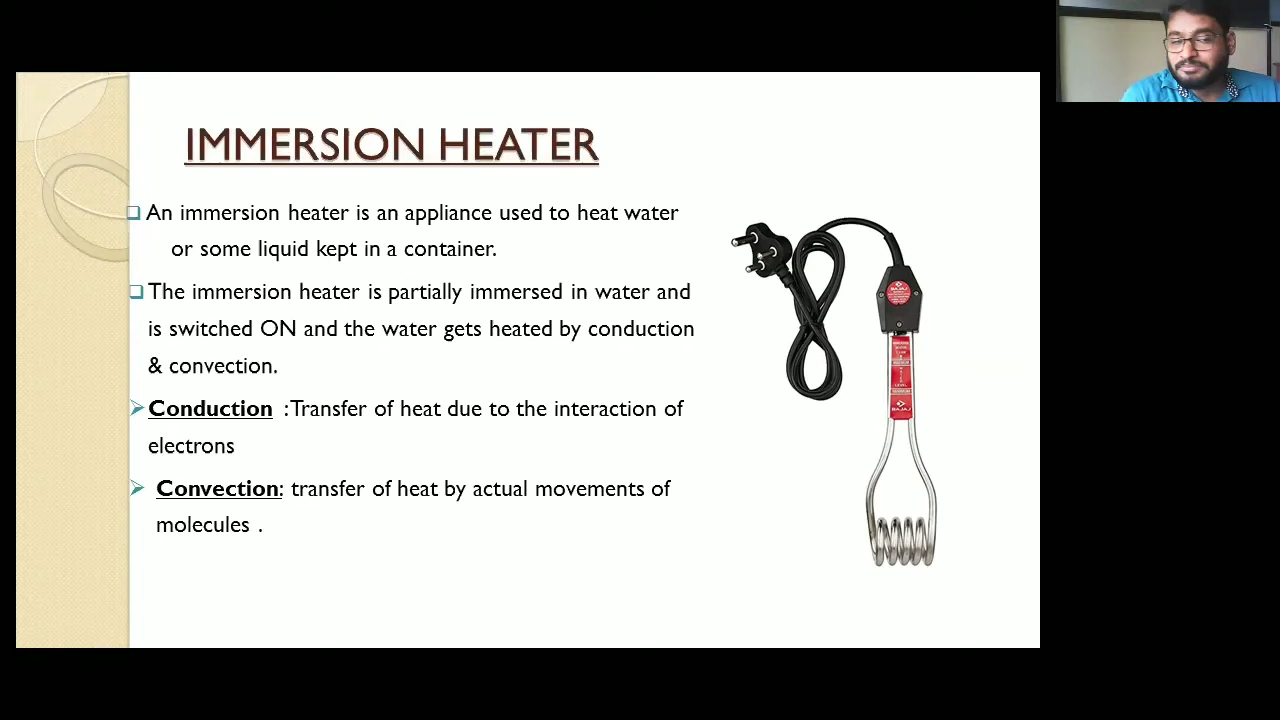 IMMERSION HEATER
An immersion heater is an appliance used to heat water
or some liquid kept in a container.
The immersion heater is partially immersed in water and
is switched ON and the water gets heated by conduction
& convection.
Conduction : Transfer of heat due to the interaction of
electrons
Convection: transfer of heat by actual movements of
molecules .
BAJAJ
BAJAJ